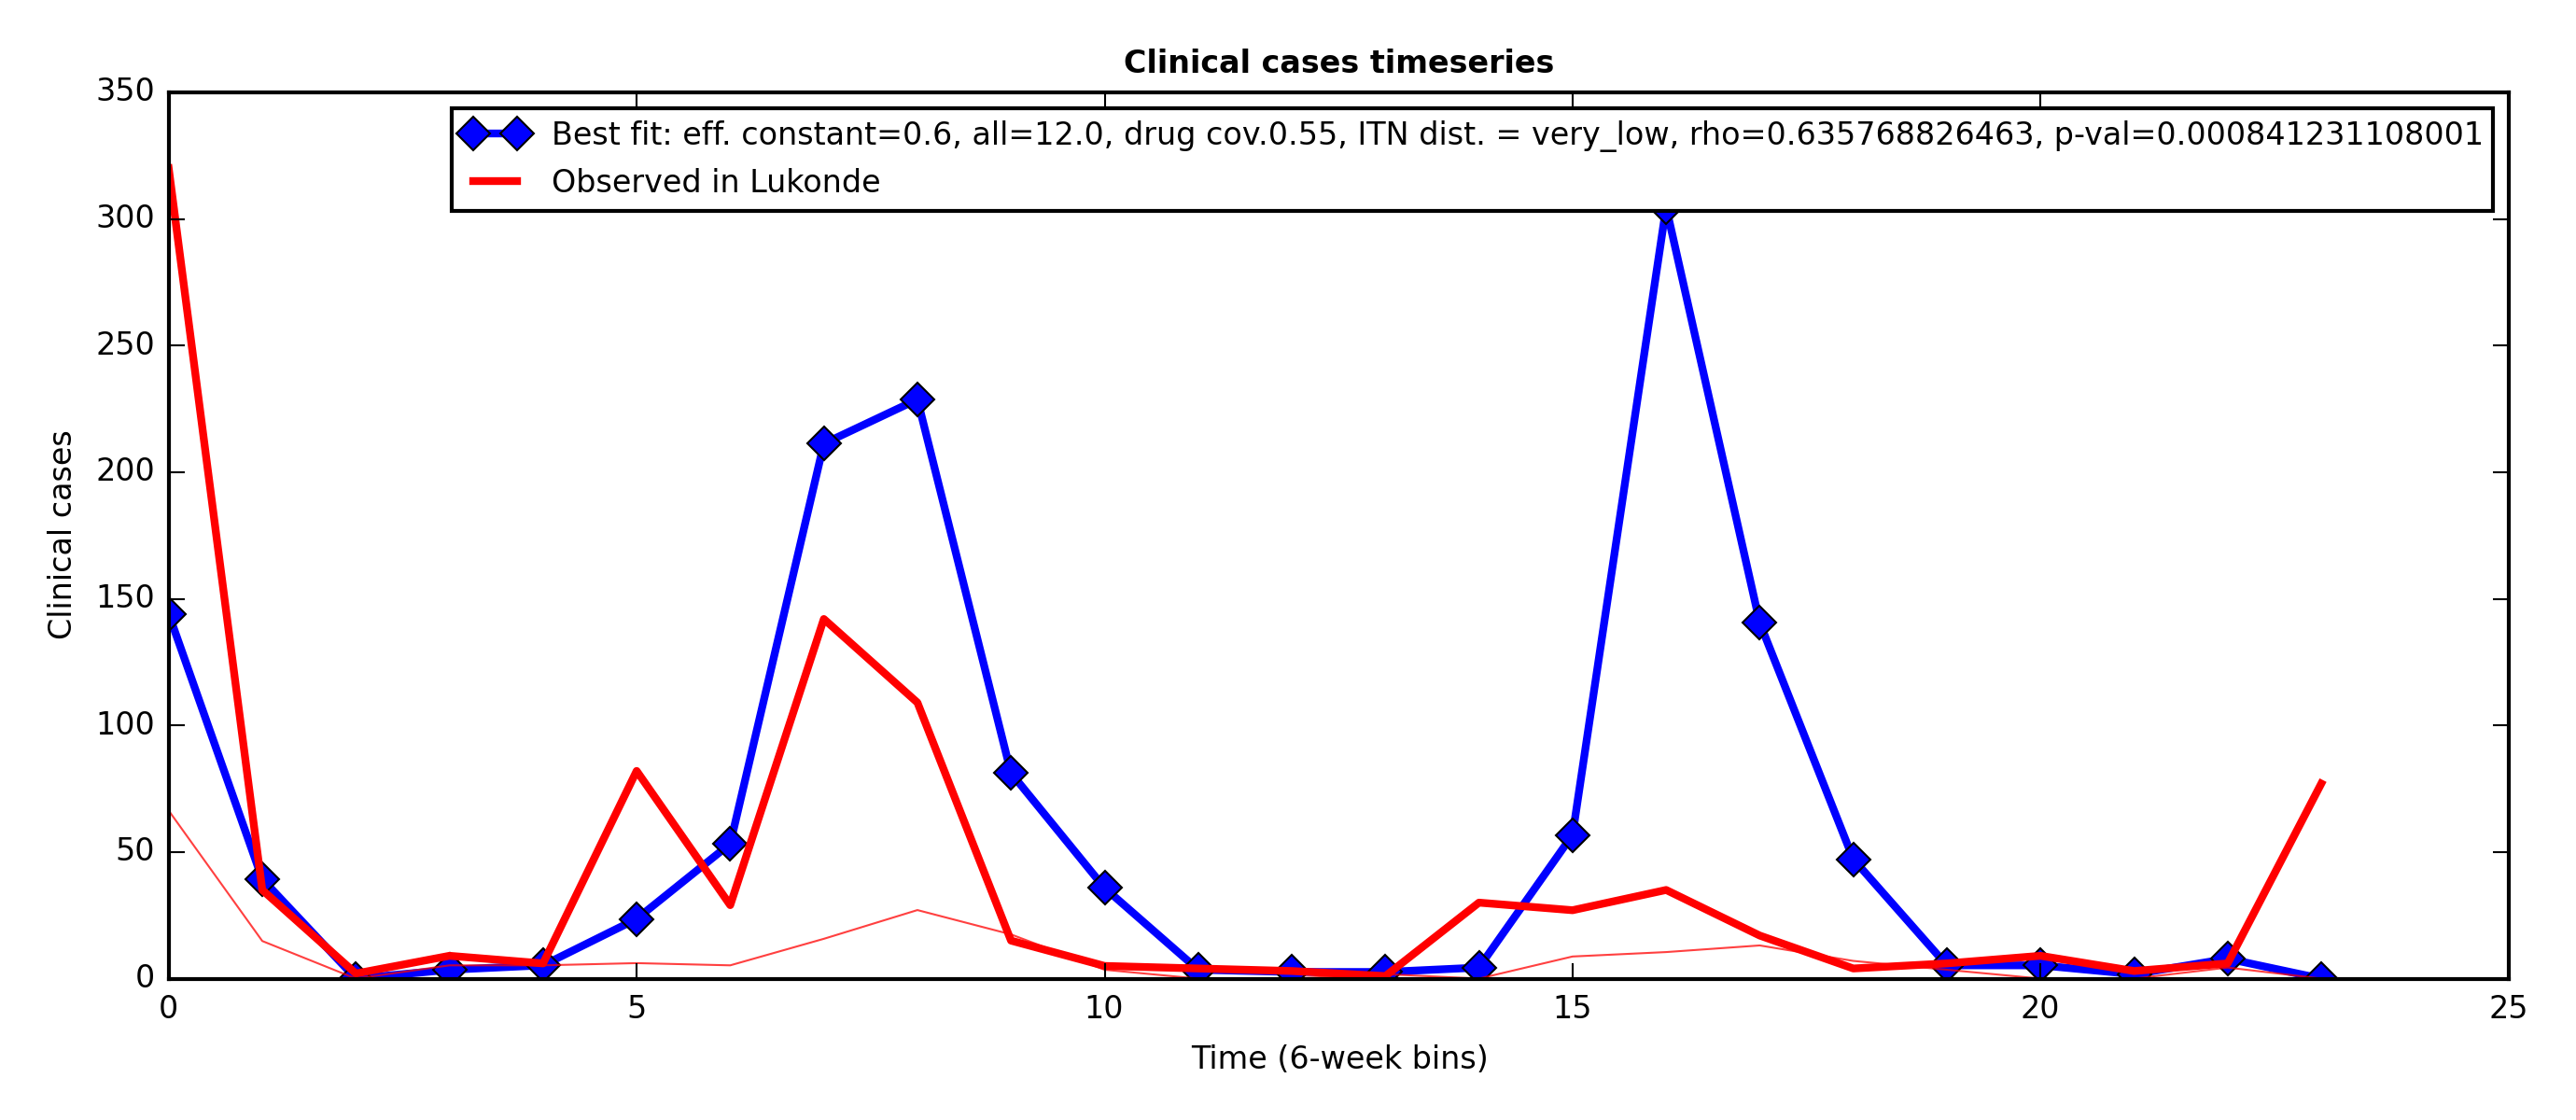 Clinical cases timeseries
350
300
250
200
150
100
50
0
Clinical cases
Best fit: eff. constant=0.6, all=12.0, drug cov.0.55, ITN dist. = very_low, rho=0.635768826463, p-val=0.000841231108001
Observed in Lukonde
0 5 10 15 20 25
Time (6-week bins)